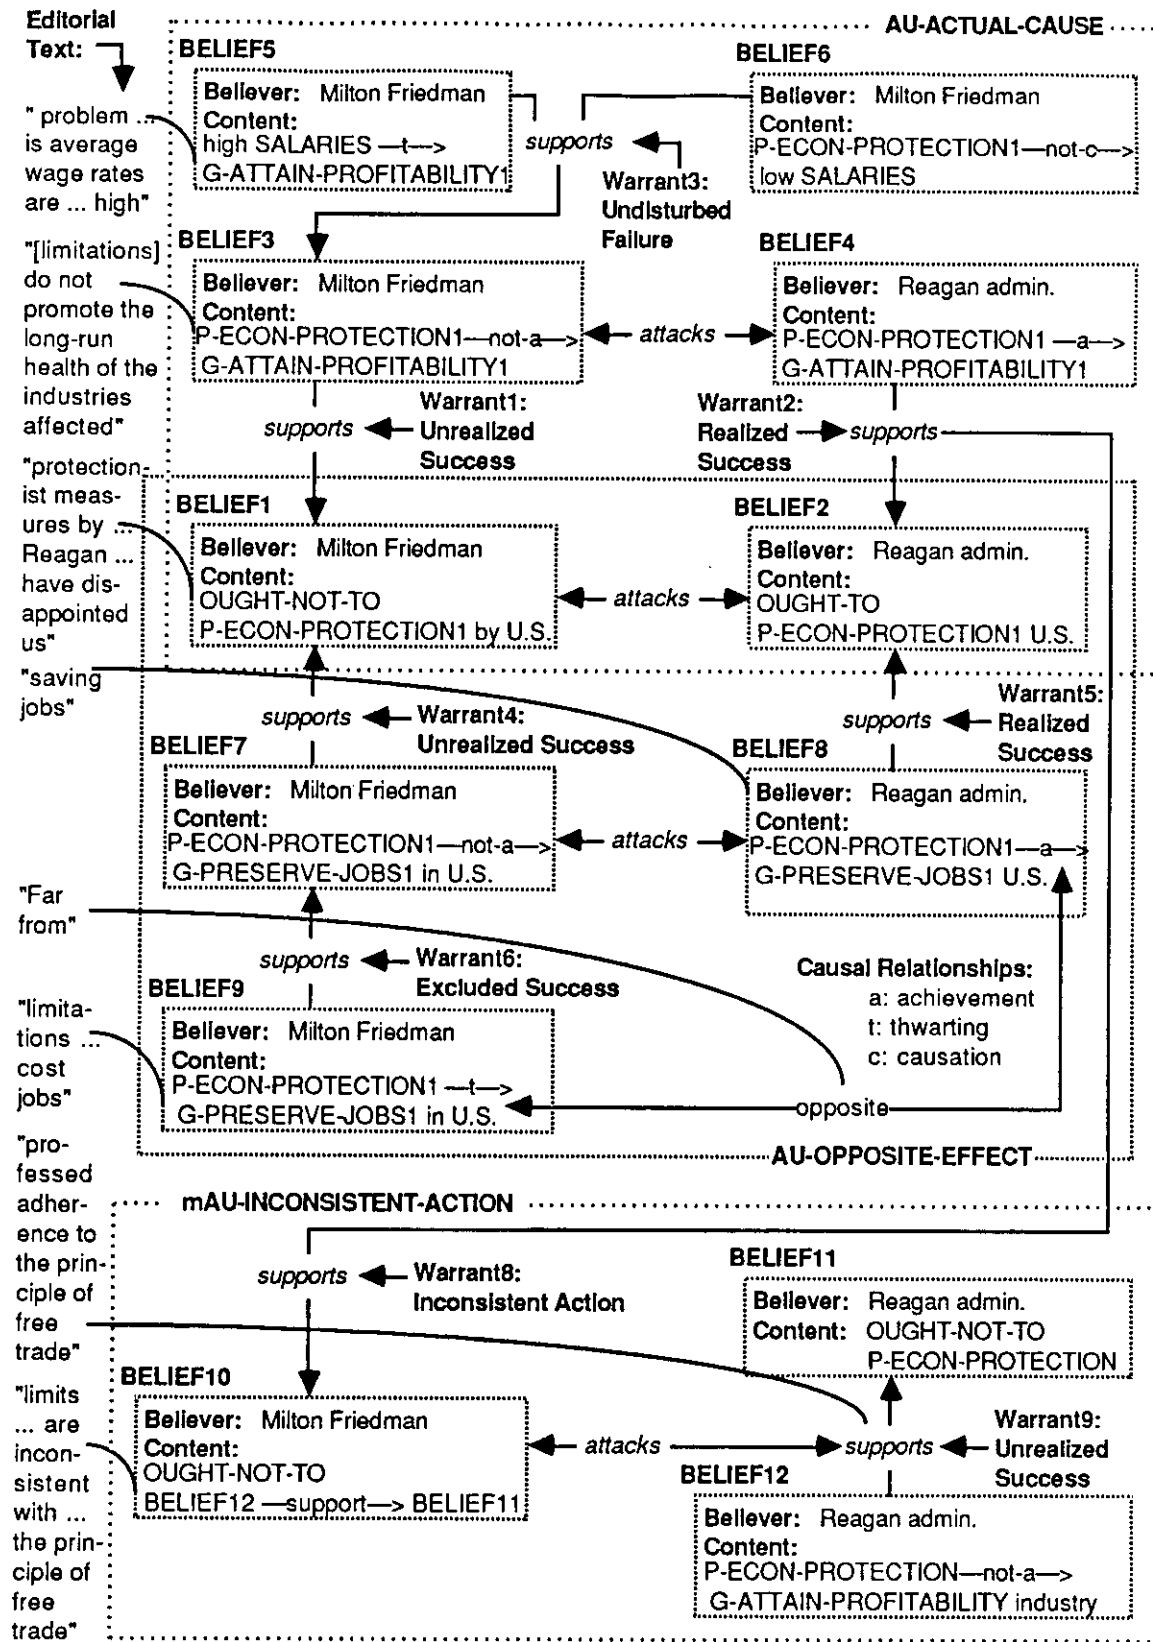 Editorial
Text:
AU-ACTUAL-CAUSE
BELIEF5
Believer: Milton Friedman
Content:
high SALARIES —t—>
G-ATTAIN-PROFITABILITY1
supports
Warrant3:
Undisturbed
Failure
BELIEF6
Believer: Milton Friedman
Content:
P-ECON-PROTECTION1—not-c—>
low SALARIES
" problem ...
is average
wage rates
are ... high"
BELIEF3
Believer: Milton Friedman
Content:
P-ECON-PROTECTION1—not-a—>
G-ATTAIN-PROFITABILITY1
attacks
BELIEF4
Believer: Reagan admin.
Content:
P-ECON-PROTECTION1 —a—>
G-ATTAIN-PROFITABILITY1
"[limitations]
do not
promote the
long-run
health of the
industries
affected"
supports
Warrant1:
Unrealized
Success
Warrant2:
Realized
Success
supports
"protection-
ist meas-
ures by ...
Reagan ...
have dis-
appointed
us"
BELIEF1
Believer: Milton Friedman
Content:
OUGHT-NOT-TO
P-ECON-PROTECTION1 by U.S.
attacks
BELIEF2
Believer: Reagan admin.
Content:
OUGHT-TO
P-ECON-PROTECTION1 U.S.
"saving
jobs"
supports
Warrant4:
Unrealized Success
supports
Warrant5:
Realized
Success
BELIEF7
Believer: Milton Friedman
Content:
P-ECON-PROTECTION1—not-a—>
G-PRESERVE-JOBS1 in U.S.
attacks
BELIEF8
Believer: Reagan admin.
Content:
P-ECON-PROTECTION1—a—>
G-PRESERVE-JOBS1 U.S.
"Far
from"
supports
Warrant6:
Excluded Success
Causal Relationships:
a: achievement
t: thwarting
c: causation
BELIEF9
Believer: Milton Friedman
Content:
P-ECON-PROTECTION1 —t—>
G-PRESERVE-JOBS1 in U.S.
opposite
"limita-
tions ...
cost
jobs"
AU-OPPOSITE-EFFECT
"pro-
fessed
adher-
ence to
the prin-
ciple of
free
trade"
mAU-INCONSISTENT-ACTION
supports
Warrant8:
Inconsistent Action
BELIEF11
Believer: Reagan admin.
Content: OUGHT-NOT-TO
P-ECON-PROTECTION
BELIEF10
Believer: Milton Friedman
Content:
OUGHT-NOT-TO
BELIEF12 —support—> BELIEF11
attacks
supports
Warrant9:
Unrealized
Success
"limits
... are
incon-
sistent
with ...
the prin-
ciple of
free
trade"
BELIEF12
Believer: Reagan admin.
Content:
P-ECON-PROTECTION—not-a—>
G-ATTAIN-PROFITABILITY industry